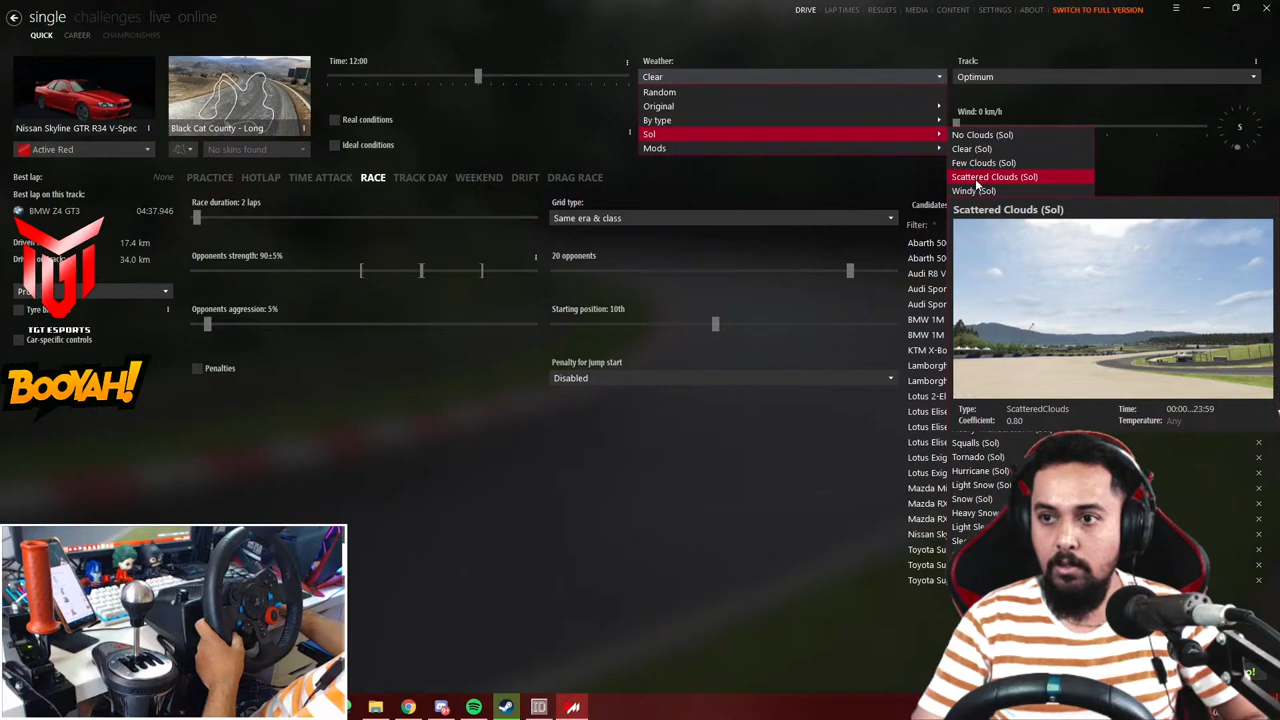 single challenges live online
DRIVE LAP TIMES RESULTS MEDIA CONTENT SETTINGS ABOUT SWITCH TO FULL VERSION
QUICK CAREER CHAMPIONSHIPS
Nissan Skyline GTR R34 V-Spec
Active Red
Black Cat County - Long
No skins found
Time: 12:00
Real conditions
Ideal conditions
Weather:
Clear
Random
Original
By type
Sol
Mods
Track:
Optimum
Wind: 0 km/h
S
No Clouds (Sol)
Clear (Sol)
Few Clouds (Sol)
Scattered Clouds (Sol)
Windy (Sol)
Scattered Clouds (Sol)
Type: ScatteredClouds
Coefficient: 0.80
Time: 00:00...23:59
Temperature: Any
Squalls (Sol)
Tornado (Sol)
Hurricane (Sol)
Light Snow (Sol)
Snow (Sol)
Heavy Snow
Best lap: None
Best lap on this track:
BMW Z4 GT3 04:37.946
17.4 km
34.0 km
Car-specific controls
TGT ESPORTS
BOOYAH!
PRACTICE HOTLAP TIME ATTACK RACE TRACK DAY WEEKEND DRIFT DRAG RACE
Race duration: 2 laps
Opponents strength: 90±5%
Opponents aggression: 5%
Penalties
Grid type:
Same era & class
20 opponents
Starting position: 10th
Penalty for jump start
Disabled
Candidates
Filter:
Abarth 50
Abarth 50
Audi R8 V
Audi Spor
BMW 1M
BMW 1M
KTM X-Bo
Lamborgh
Lamborgh
Lotus 2-El
Lotus Elise
Lotus Elise
Lotus Elise
Lotus Exig
Lotus Exig
Mazda Mi
Mazda RX
Mazda RX
Nissan Sky
Toyota Su
Toyota Su
Toyota Su